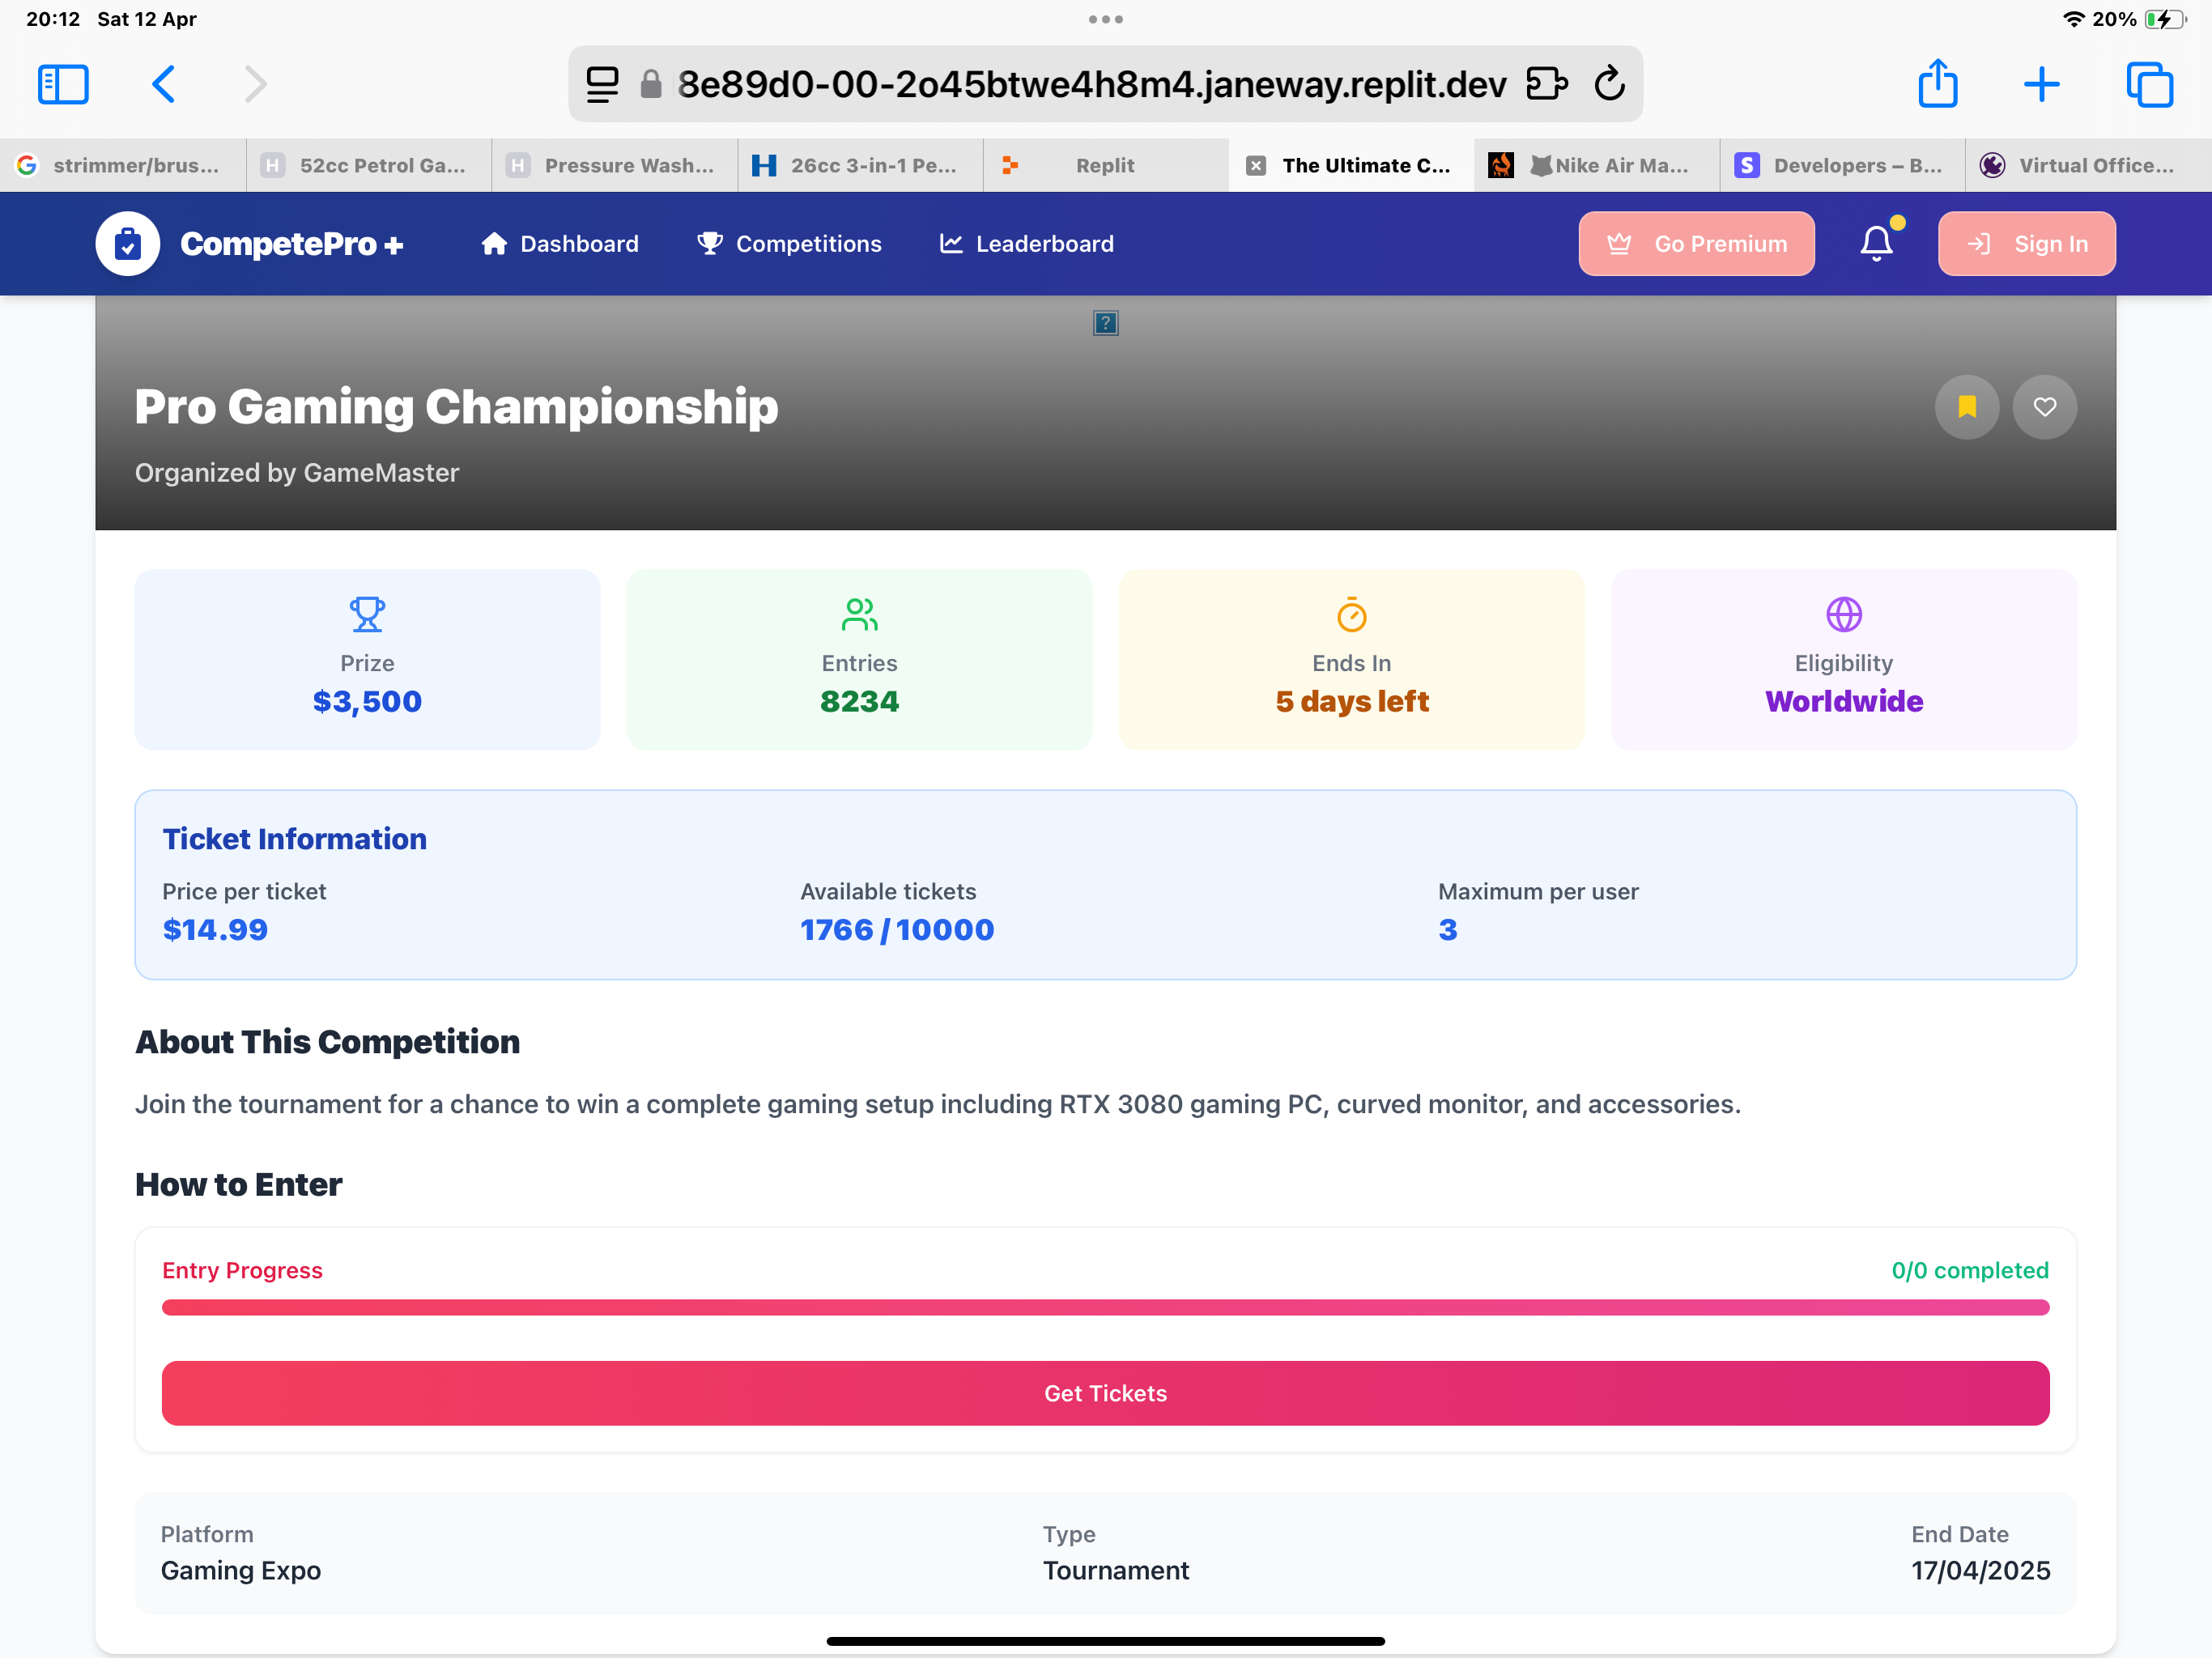 20:12 Sat 12 Apr
20%
8e89d0-00-2o45btwe4h8m4.janeway.replit.dev
strimmer/brus...
52cc Petrol Ga...
Pressure Wash...
26cc 3-in-1 Pe...
Replit
The Ultimate C...
Nike Air Ma...
Developers – B...
Virtual Office...
CompetePro +
Dashboard
Competitions
Leaderboard
Go Premium
Sign In
Pro Gaming Championship
Organized by GameMaster
Prize
$3,500
Entries
8234
Ends In
5 days left
Eligibility
Worldwide
Ticket Information
Price per ticket
$14.99
Available tickets
1766 / 10000
Maximum per user
3
About This Competition
Join the tournament for a chance to win a complete gaming setup including RTX 3080 gaming PC, curved monitor, and accessories.
How to Enter
Entry Progress
0/0 completed
Get Tickets
Platform
Gaming Expo
Type
Tournament
End Date
17/04/2025